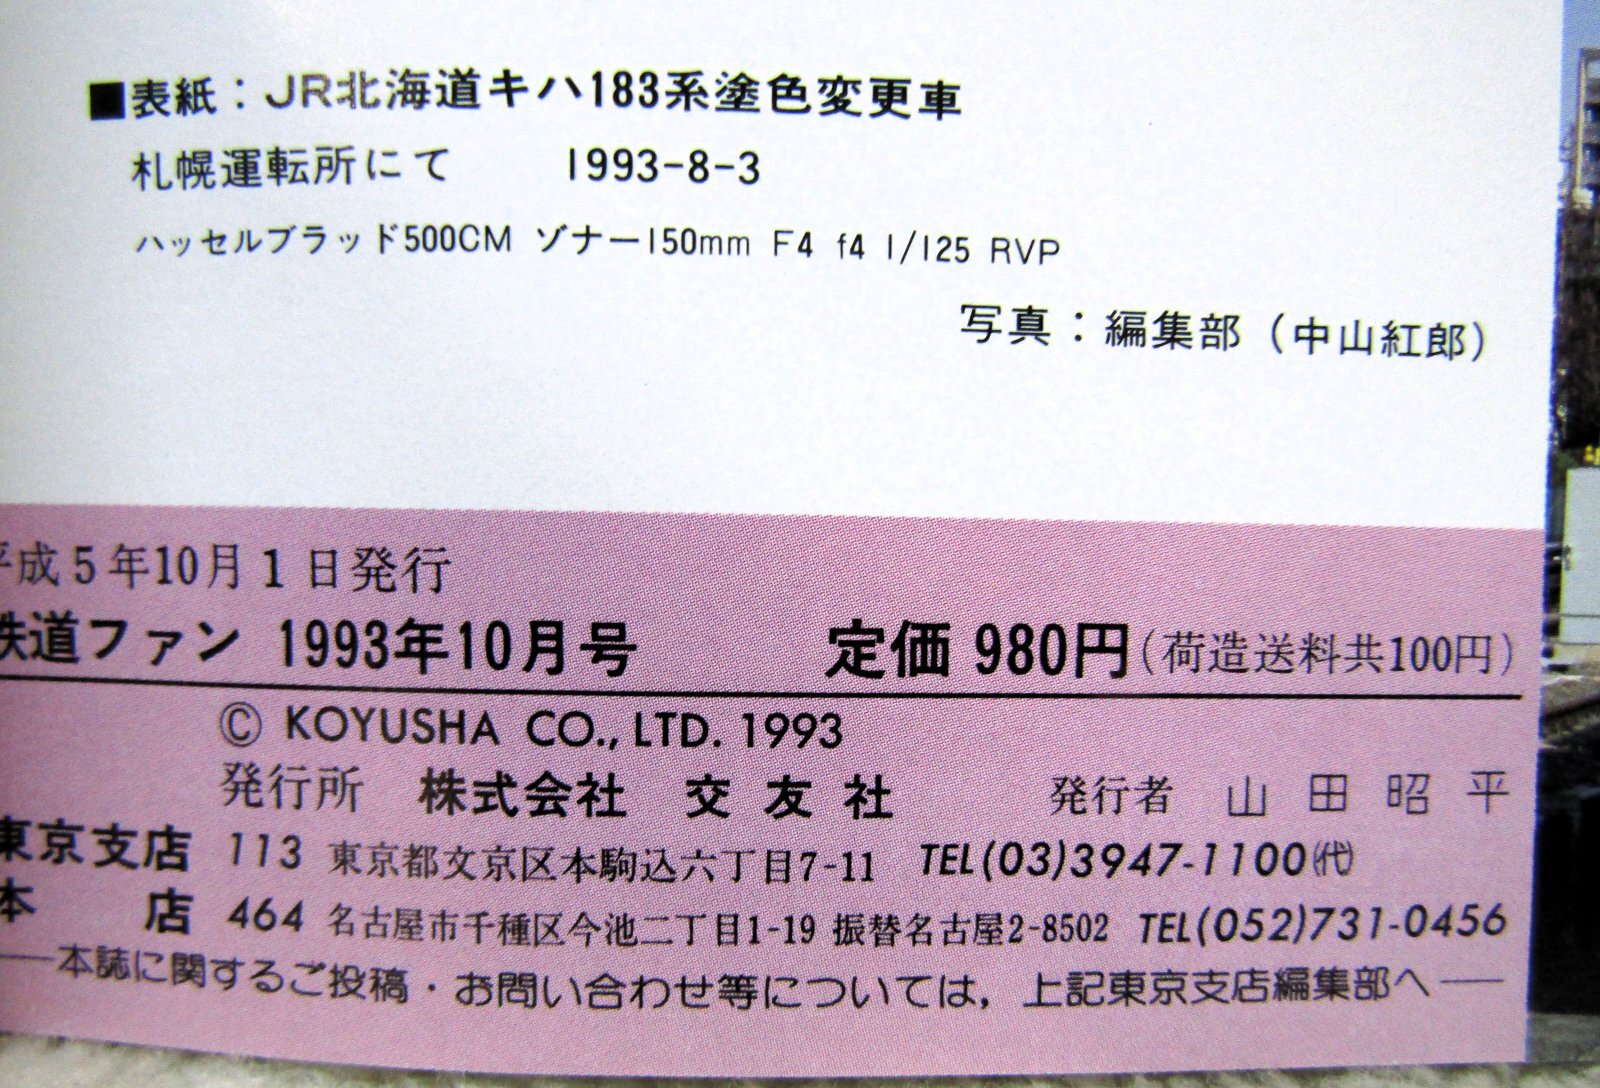 ■表紙：JR北海道キハ183系塗色変更車
札幌運転所にて 1993-8-3
ハッセルブラッド500CM ゾナー150mm F4 f4 1/125 RVP
写真：編集部（中山紅郎）
平成5年10月1日発行
鉄道ファン 1993年10月号 定価 980円（荷造送料共100円）
© KOYUSHA CO., LTD. 1993
発行所 株式会社 交友社 発行者 山田昭平
東京支店 113 東京都文京区本駒込六丁目7-11 TEL(03)3947-1100㈹
本店 464 名古屋市千種区今池二丁目1-19 振替名古屋2-8502 TEL(052)731-0456
──本誌に関するご投稿・お問い合わせ等については，上記東京支店編集部へ──